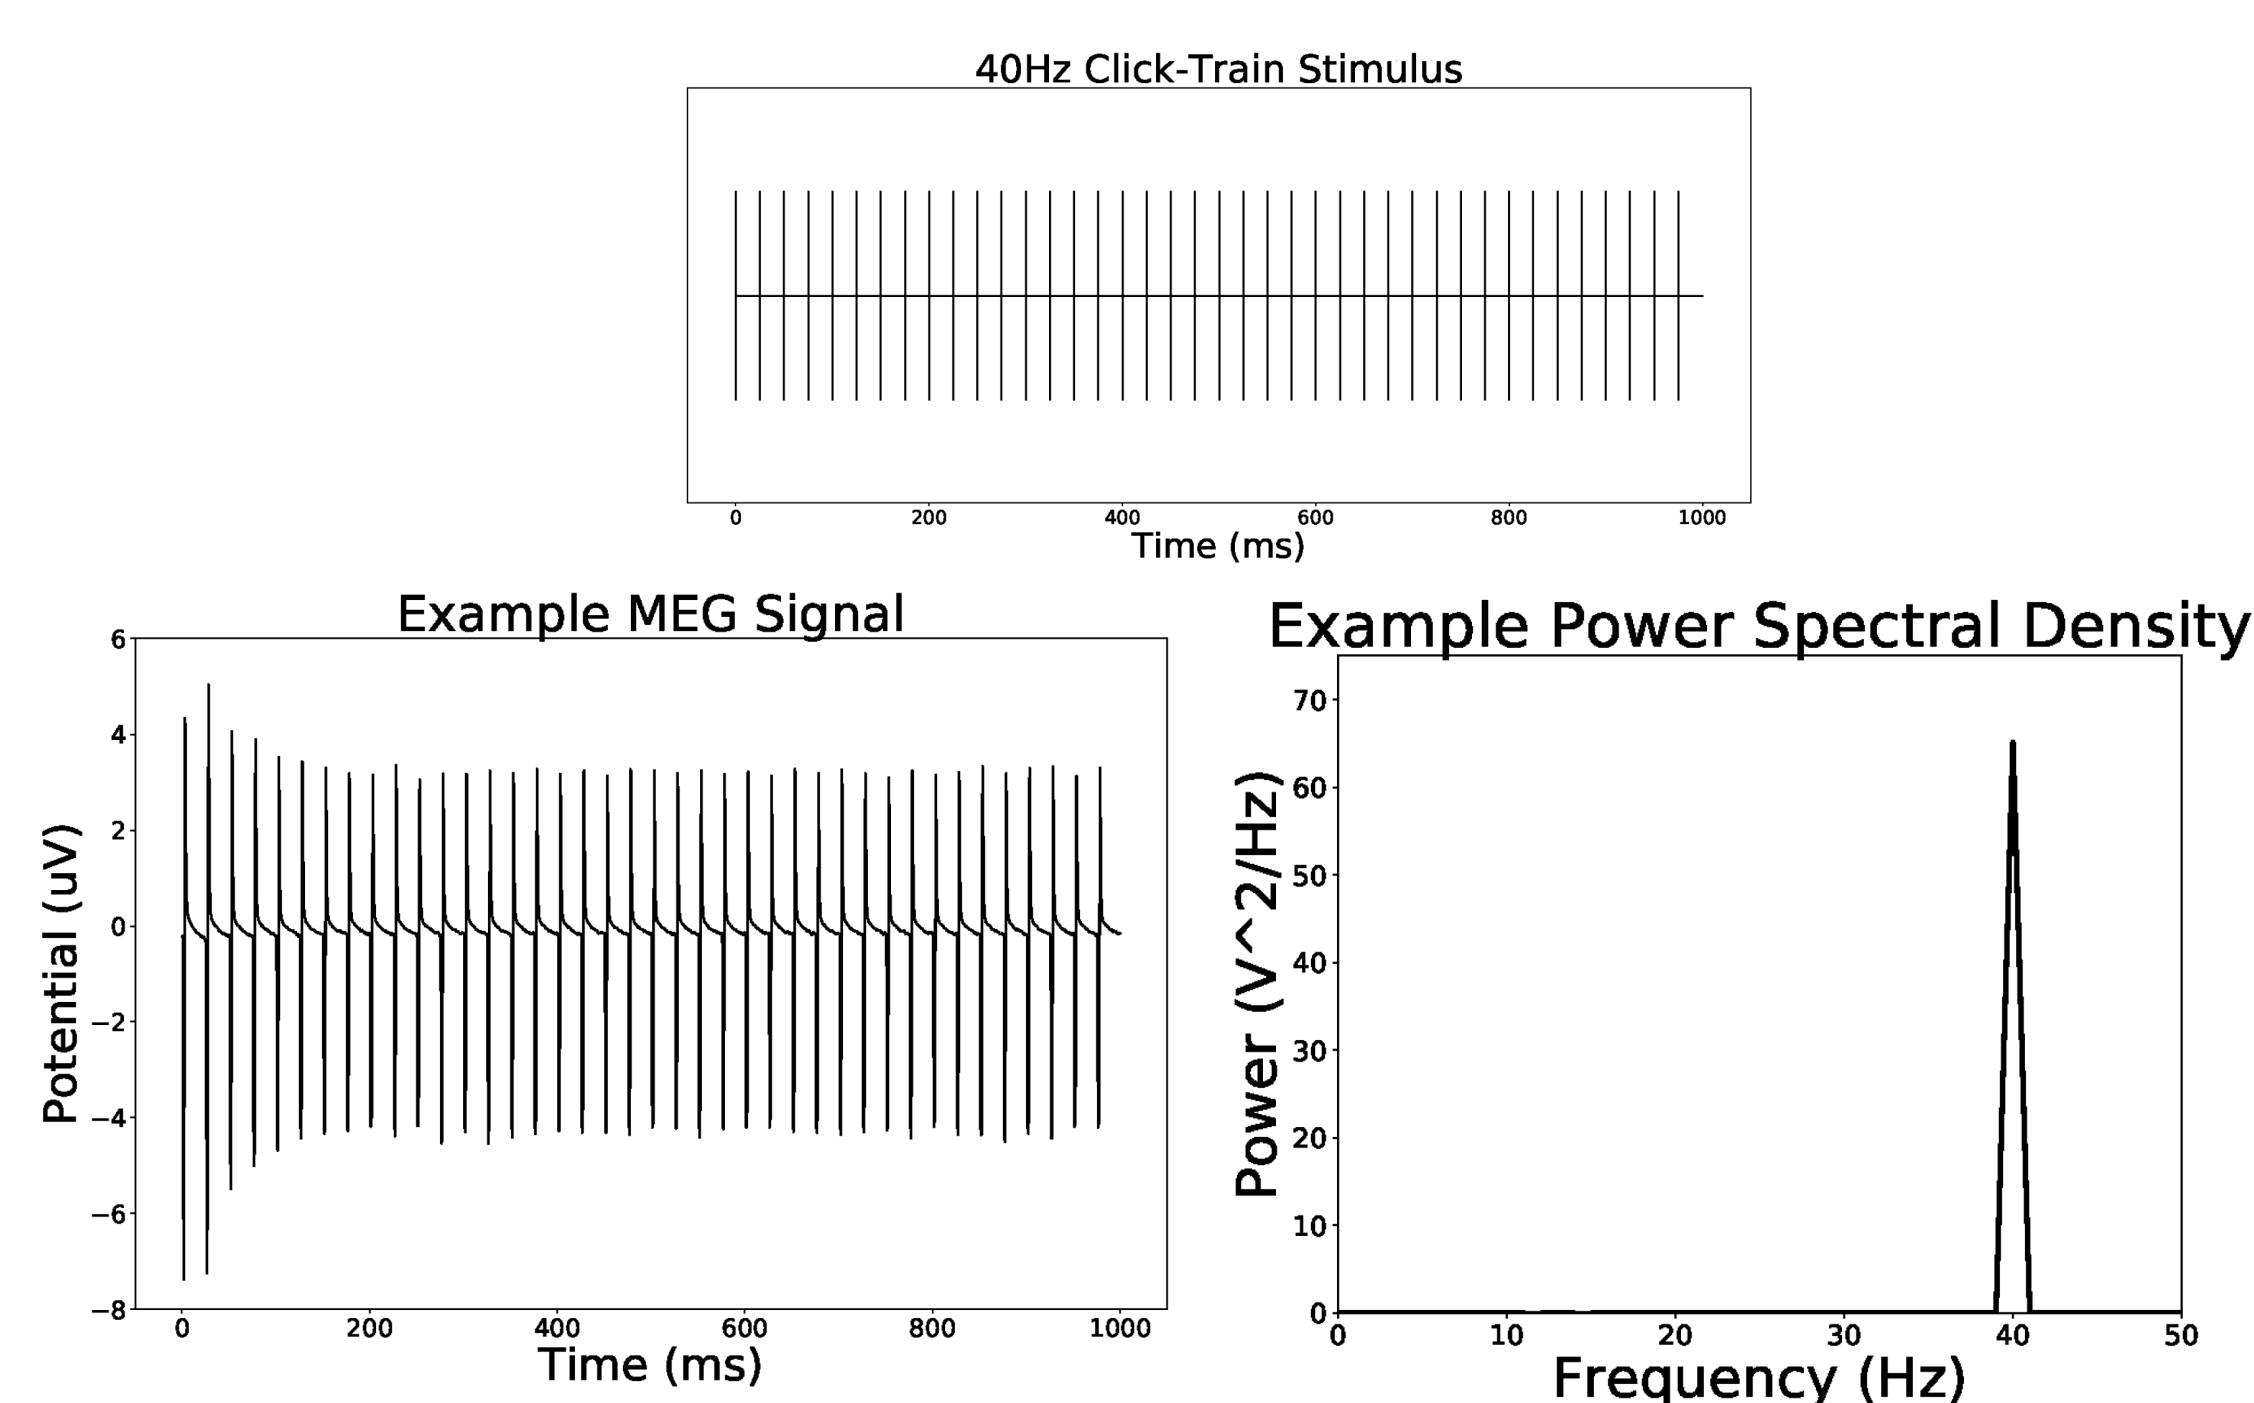 40Hz Click-Train Stimulus
0 200 400 600 800 1000
Time (ms)
Example MEG Signal
6
4
2
0
−2
−4
−6
−8
Potential (uV)
0 200 400 600 800 1000
Time (ms)
Example Power Spectral Density
70
60
50
40
30
20
10
0
Power (V^2/Hz)
0 10 20 30 40 50
Frequency (Hz)